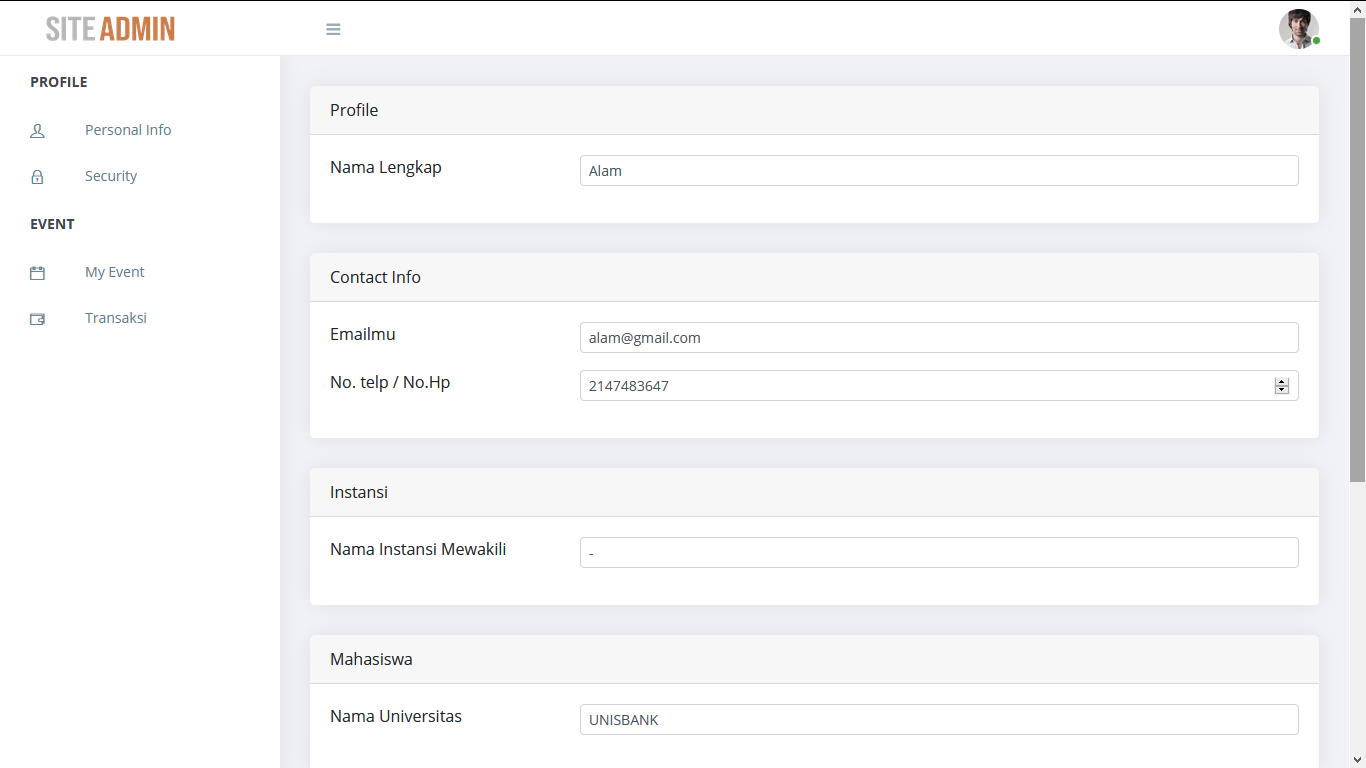 SITE ADMIN
PROFILE
Personal Info
Security
EVENT
My Event
Transaksi
Profile
Nama Lengkap
Alam
Contact Info
Emailmu
alam@gmail.com
No. telp / No.Hp
2147483647
Instansi
Nama Instansi Mewakili
-
Mahasiswa
Nama Universitas
UNISBANK